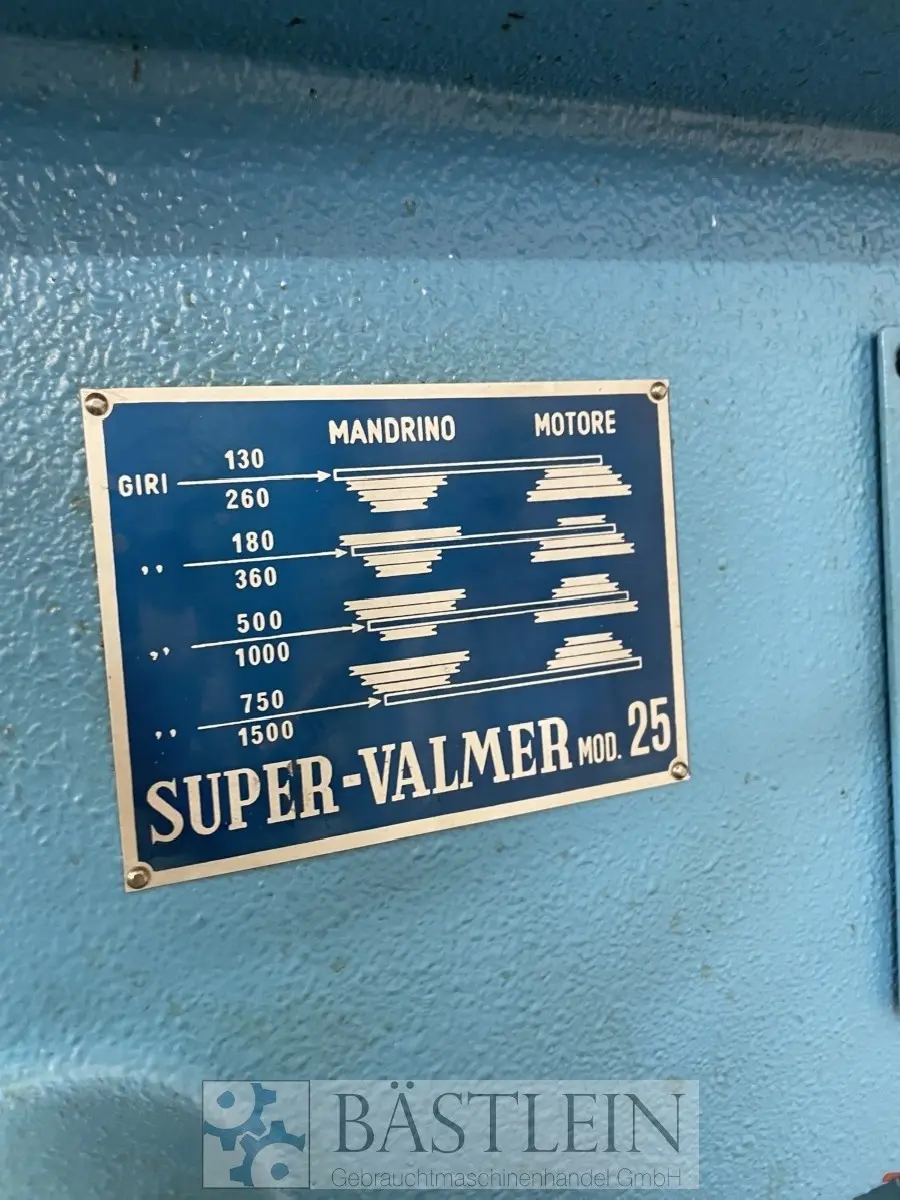 MANDRINO MOTORE
GIRI 130
260
,, 180
360
,, 500
1000
,, 750
1500
SUPER-VALMER MOD. 25
BÄSTLEIN
Gebrauchtmaschinenhandel GmbH